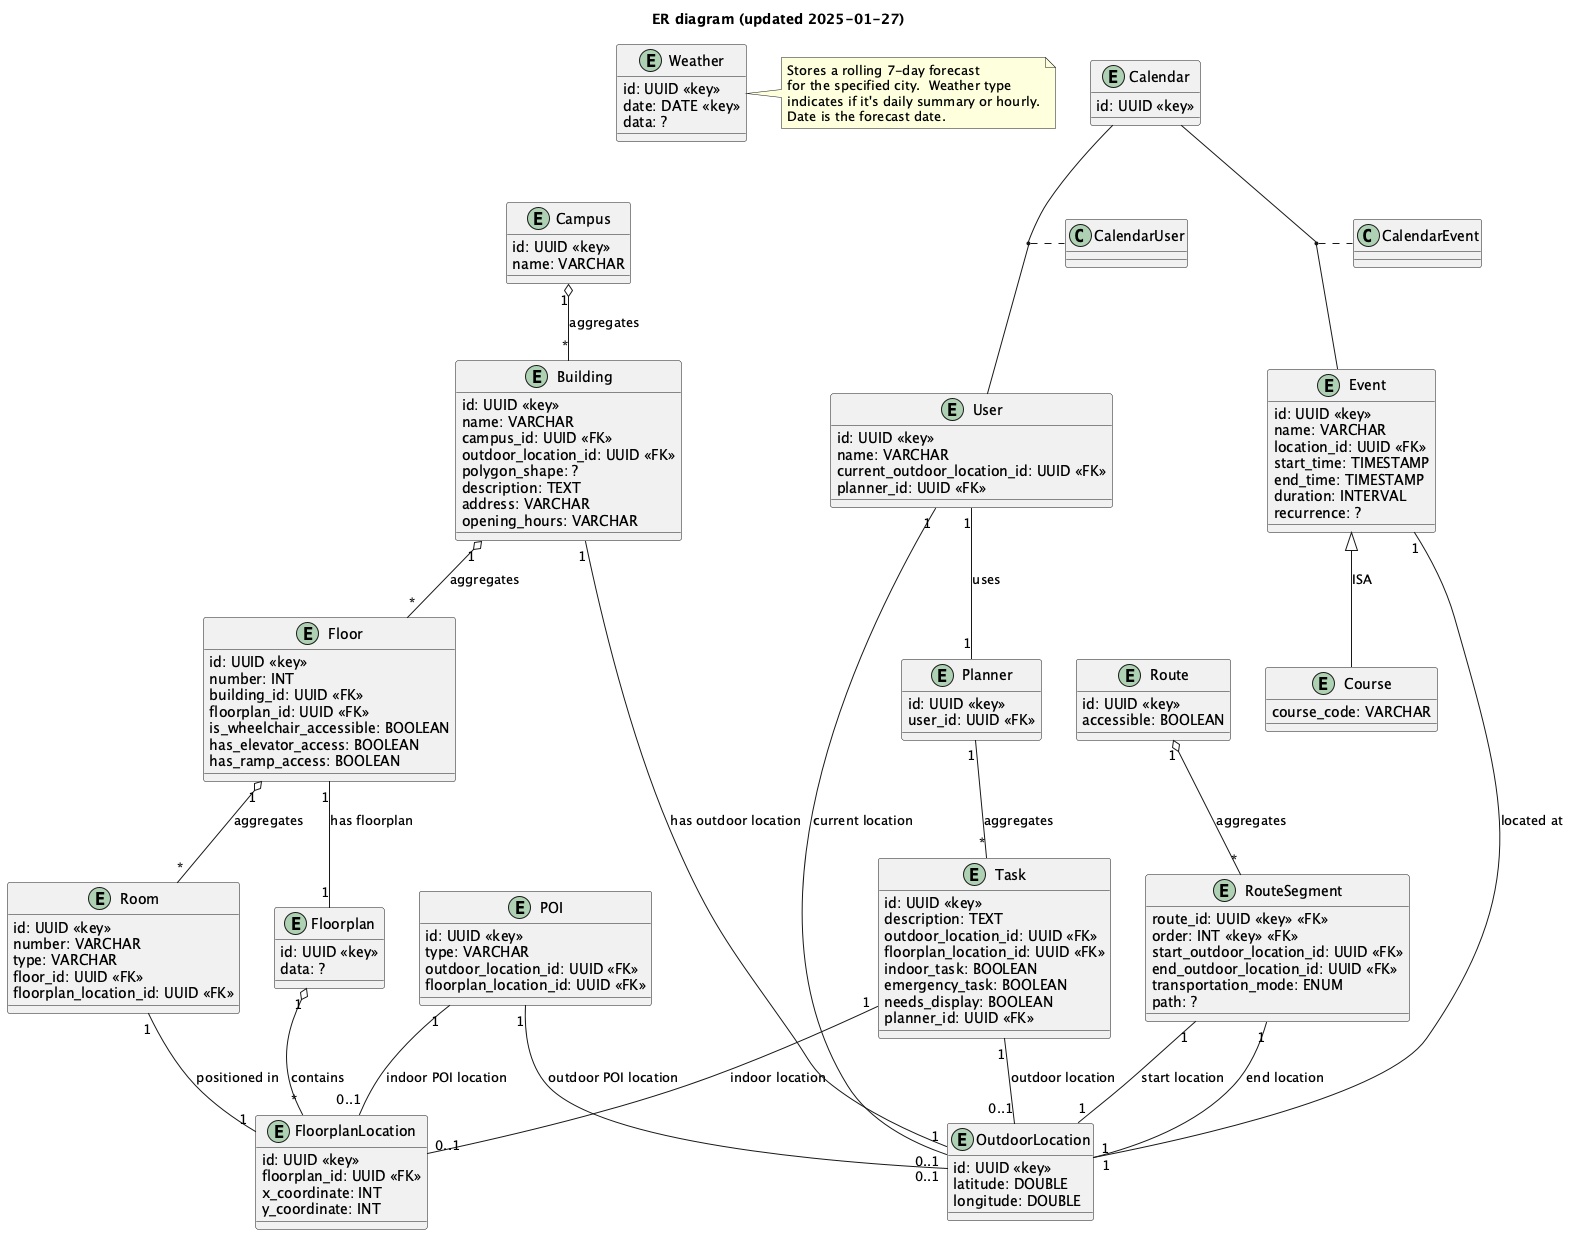 ER diagram (updated 2025-01-27)
E Weather
id: UUID «key»
date: DATE «key»
data: ?
Stores a rolling 7-day forecast
for the specified city.  Weather type
indicates if it's daily summary or hourly.
Date is the forecast date.
E Calendar
id: UUID «key»
E Campus
id: UUID «key»
name: VARCHAR
C CalendarUser
C CalendarEvent
1
aggregates
*
E Building
id: UUID «key»
name: VARCHAR
campus_id: UUID «FK»
outdoor_location_id: UUID «FK»
polygon_shape: ?
description: TEXT
address: VARCHAR
opening_hours: VARCHAR
E User
id: UUID «key»
name: VARCHAR
current_outdoor_location_id: UUID «FK»
planner_id: UUID «FK»
E Event
id: UUID «key»
name: VARCHAR
location_id: UUID «FK»
start_time: TIMESTAMP
end_time: TIMESTAMP
duration: INTERVAL
recurrence: ?
1
aggregates
*
1
1
1
uses
1
ISA
1
E Floor
id: UUID «key»
number: INT
building_id: UUID «FK»
floorplan_id: UUID «FK»
is_wheelchair_accessible: BOOLEAN
has_elevator_access: BOOLEAN
has_ramp_access: BOOLEAN
E Planner
id: UUID «key»
user_id: UUID «FK»
E Route
id: UUID «key»
accessible: BOOLEAN
E Course
course_code: VARCHAR
1
aggregates
*
1
has floorplan
1
has outdoor location
current location
1
aggregates
*
1
aggregates
*
located at
E Room
id: UUID «key»
number: VARCHAR
type: VARCHAR
floor_id: UUID «FK»
floorplan_location_id: UUID «FK»
E Floorplan
id: UUID «key»
data: ?
E POI
id: UUID «key»
type: VARCHAR
outdoor_location_id: UUID «FK»
floorplan_location_id: UUID «FK»
E Task
id: UUID «key»
description: TEXT
outdoor_location_id: UUID «FK»
floorplan_location_id: UUID «FK»
indoor_task: BOOLEAN
emergency_task: BOOLEAN
needs_display: BOOLEAN
planner_id: UUID «FK»
E RouteSegment
route_id: UUID «key» «FK»
order: INT «key» «FK»
start_outdoor_location_id: UUID «FK»
end_outdoor_location_id: UUID «FK»
transportation_mode: ENUM
path: ?
1
positioned in
1
1
contains
*
1
indoor POI location
0..1
1
outdoor POI location
0..1
1
indoor location
0..1
1
outdoor location
0..1
1
start location
1
1
end location
1
1
0..1
1
E FloorplanLocation
id: UUID «key»
floorplan_id: UUID «FK»
x_coordinate: INT
y_coordinate: INT
E OutdoorLocation
id: UUID «key»
latitude: DOUBLE
longitude: DOUBLE